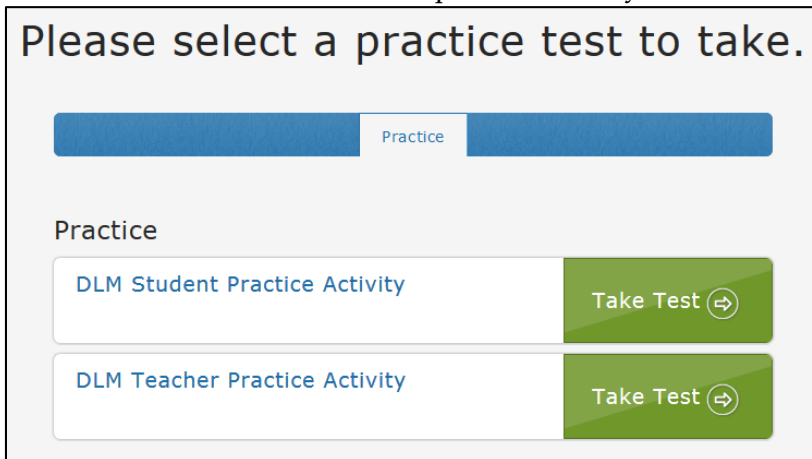 Please select a practice test to take.
Practice
Practice
DLM Student Practice Activity
Take Test
DLM Teacher Practice Activity
Take Test